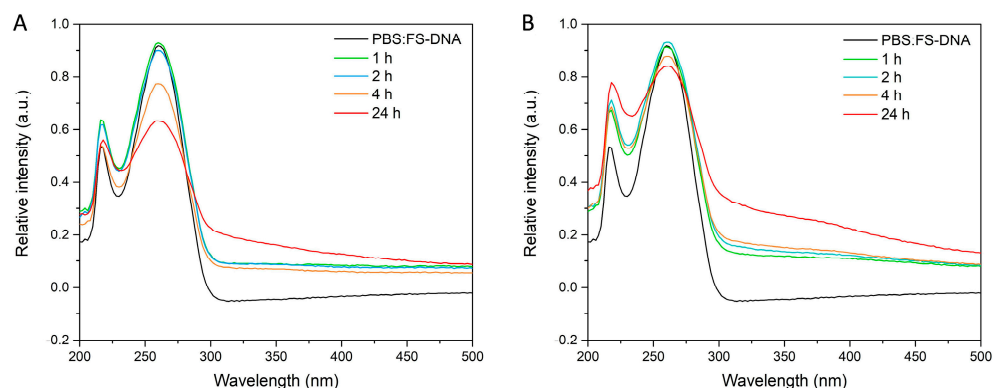 A
Relative intensity (a.u.)
1.0
0.8
0.6
0.4
0.2
0.0
-0.2
PBS:FS-DNA
1 h
2 h
4 h
24 h
200 250 300 350 400 450 500
Wavelength (nm)
B
Relative intensity (a.u.)
1.0
0.8
0.6
0.4
0.2
0.0
-0.2
PBS.FS-DNA
1 h
2 h
4 h
24 h
200 250 300 350 400 450 500
Wavelength (nm)